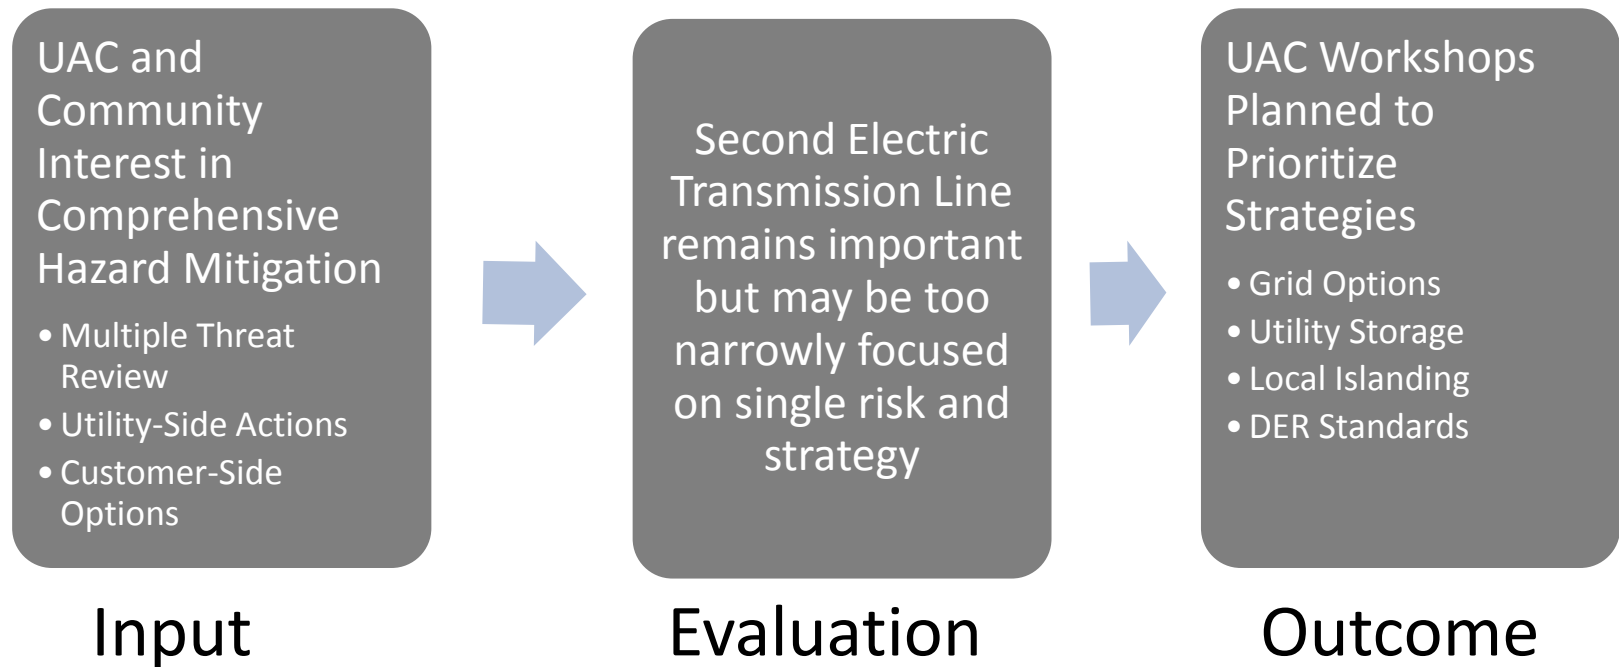 UAC and
Community
Interest in
Comprehensive
Hazard Mitigation
• Multiple Threat
Review
• Utility-Side Actions
• Customer-Side
Options
Input
Second Electric
Transmission Line
remains important
but may be too
narrowly focused
on single risk and
strategy
Evaluation
UAC Workshops
Planned to
Prioritize
Strategies
• Grid Options
• Utility Storage
• Local Islanding
• DER Standards
Outcome